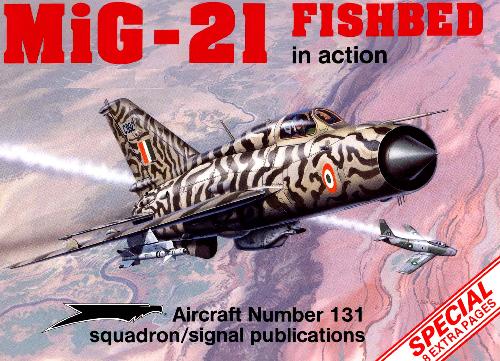 MiG-21 FISHBED
in action
Aircraft Number 131
squadron/signal publications
SPECIAL
8 EXTRA PAGES